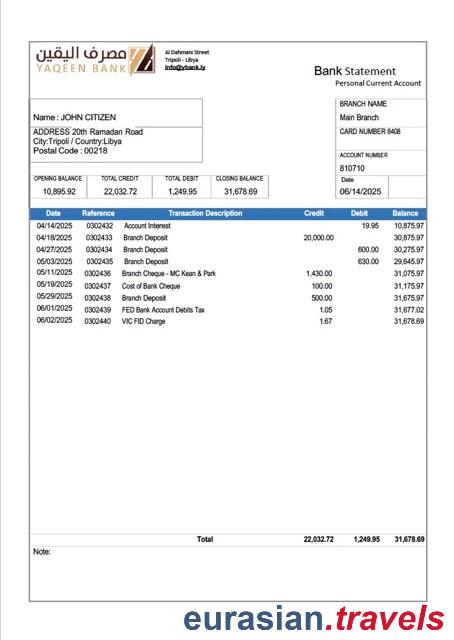 مصرف اليقين
YAQEEN BANK
Al Dahmani Street
Tripoli - Libya
info@ybank.ly
Bank Statement
Personal Current Account
BRANCH NAME
Main Branch
CARD NUMBER 8408
ACCOUNT NUMBER
810710
Date
06/14/2025
Name : JOHN CITIZEN
ADDRESS 20th Ramadan Road
City:Tripoli / Country:Libya
Postal Code : 00218
OPENING BALANCE TOTAL CREDIT TOTAL DEBIT CLOSING BALANCE
10,895.92 22,032.72 1,249.95 31,678.69
Date Reference Transaction Description Credit Debit Balance
04/14/2025 0302432 Account Interest 19.95 10,875.97
04/18/2025 0302433 Branch Deposit 20,000.00 30,875.97
04/27/2025 0302434 Branch Deposit 600.00 30,275.97
05/03/2025 0302435 Branch Deposit 630.00 29,645.97
05/11/2025 0302436 Branch Cheque - MC Kean & Park 1,430.00 31,075.97
05/19/2025 0302437 Cost of Bank Cheque 100.00 31,175.97
05/29/2025 0302438 Branch Deposit 500.00 31,675.97
06/01/2025 0302439 FED Bank Account Debits Tax 1.05 31,677.02
06/02/2025 0302440 VIC FID Charge 1.67 31,678.69
Total 22,032.72 1,249.95 31,678.69
Note:
eurasian.travels